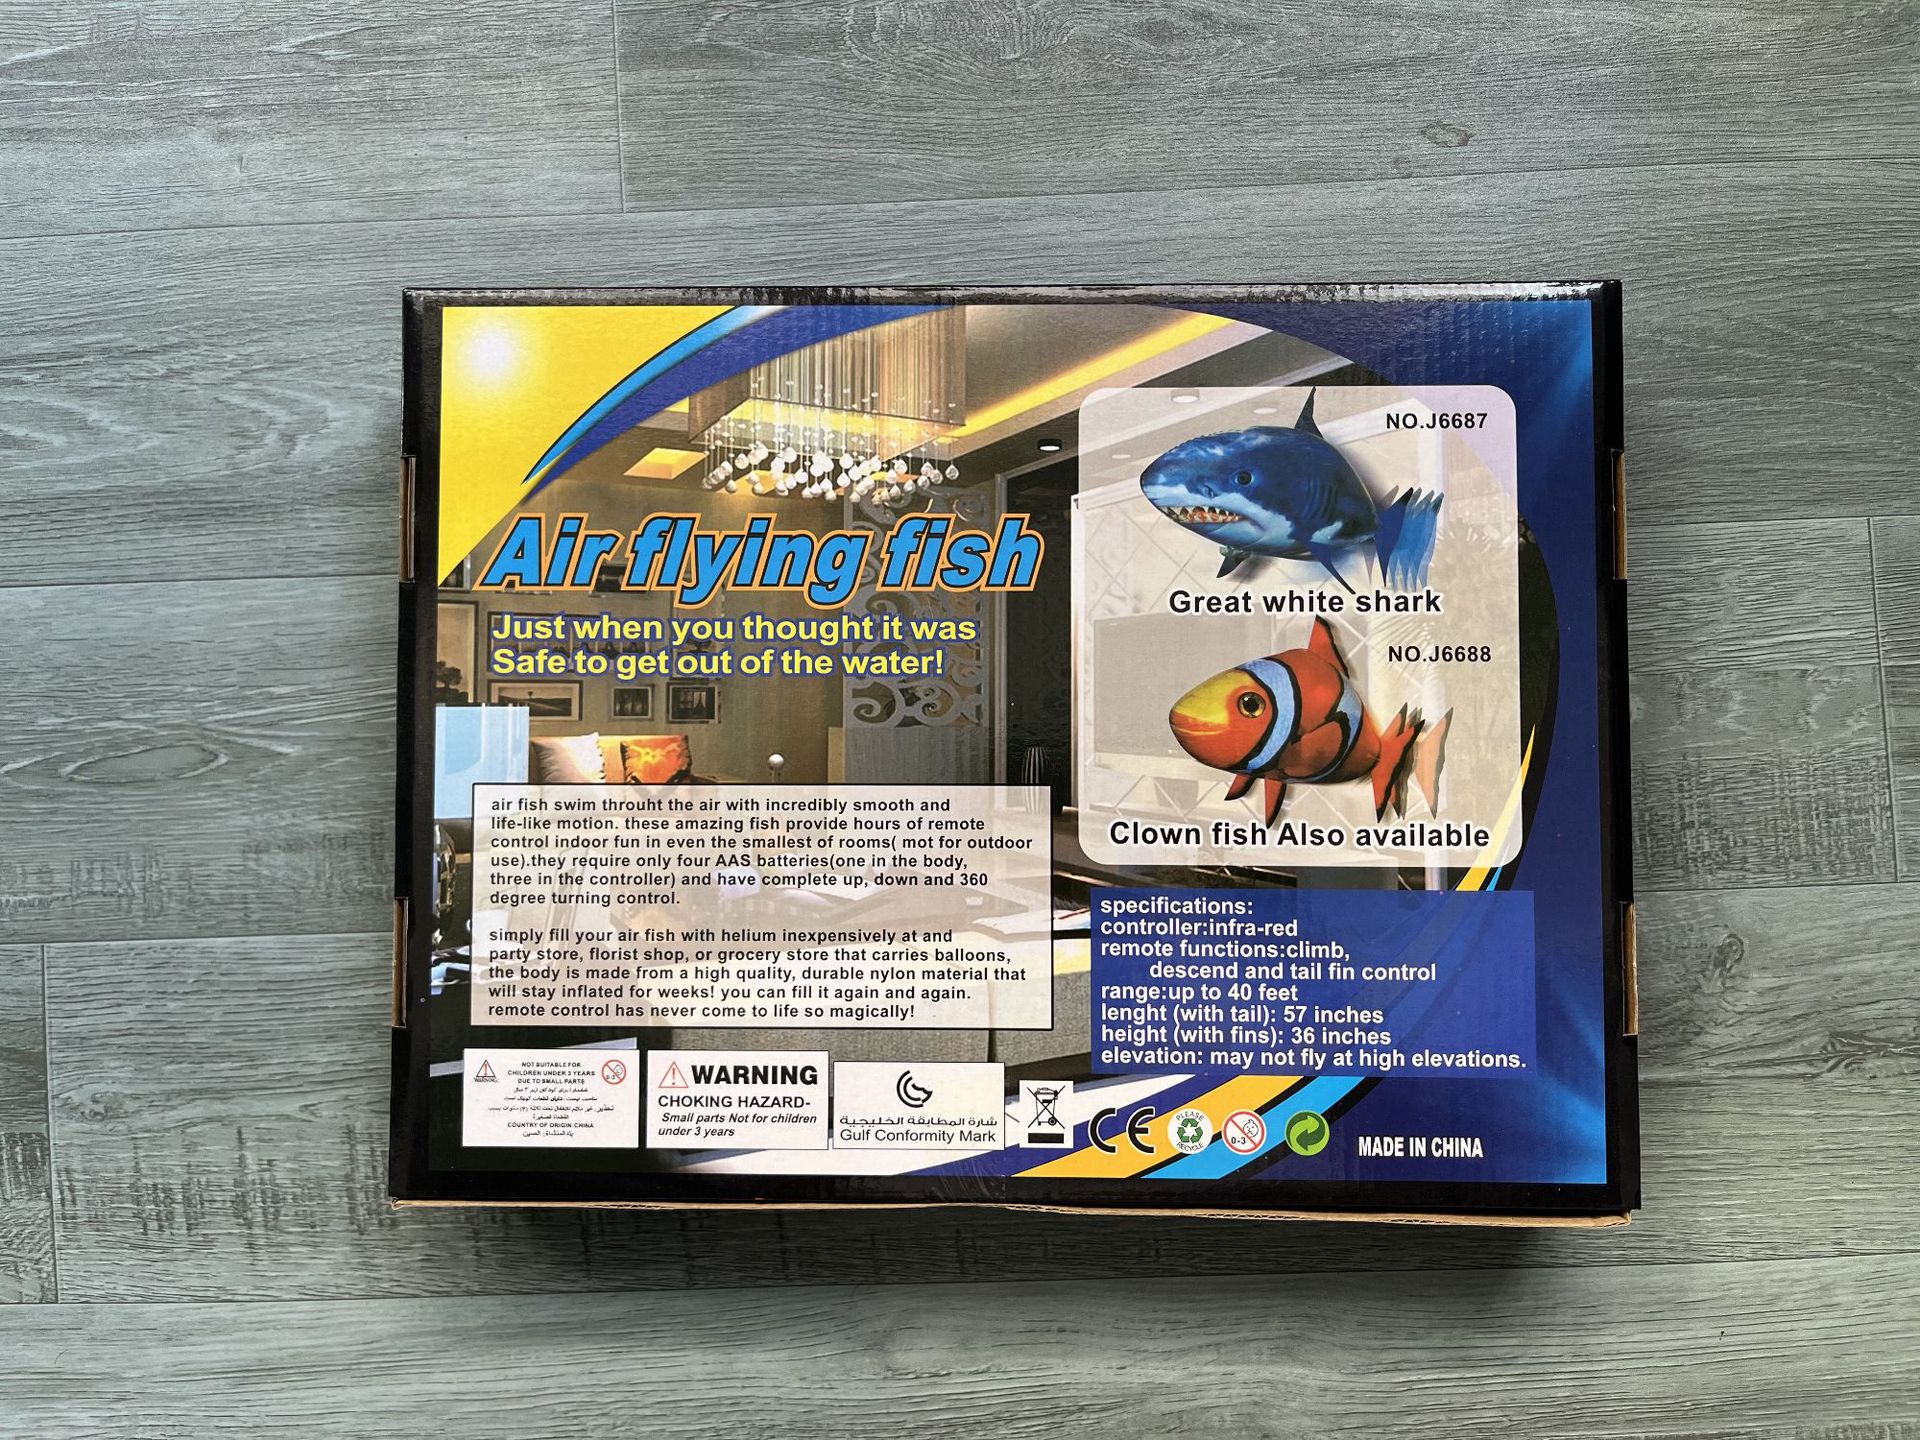 Air flying fish
Just when you thought it was
Safe to get out of the water!
NO.J6687
Great white shark
NO.J6688
Clown fish Also available
air fish swim throuht the air with incredibly smooth and
life-like motion. these amazing fish provide hours of remote
control indoor fun in even the smallest of rooms( mot for outdoor
use).they require only four AAS batteries(one in the body,
three in the controller) and have complete up, down and 360
degree turning control.
simply fill your air fish with helium inexpensively at and
party store, florist shop, or grocery store that carries balloons,
the body is made from a high quality, durable nylon material that
will stay inflated for weeks! you can fill it again and again.
remote control has never come to life so magically!
specifications:
controller:infra-red
remote functions:climb,
descend and tail fin control
range:up to 40 feet
lenght (with tail): 57 inches
height (with fins): 36 inches
elevation: may not fly at high elevations.
WARNING
NOT SUITABLE FOR
CHILDREN UNDER 3 YEARS
DUE TO SMALL PARTS
0-3
COUNTRY OF ORIGIN CHINA
بلد المنشأ: الصين
WARNING
CHOKING HAZARD-
Small parts Not for children
under 3 years
شارة المطابقة الخليجية
Gulf Conformity Mark
CE
PLEASE
RECYCLE
0-3
MADE IN CHINA